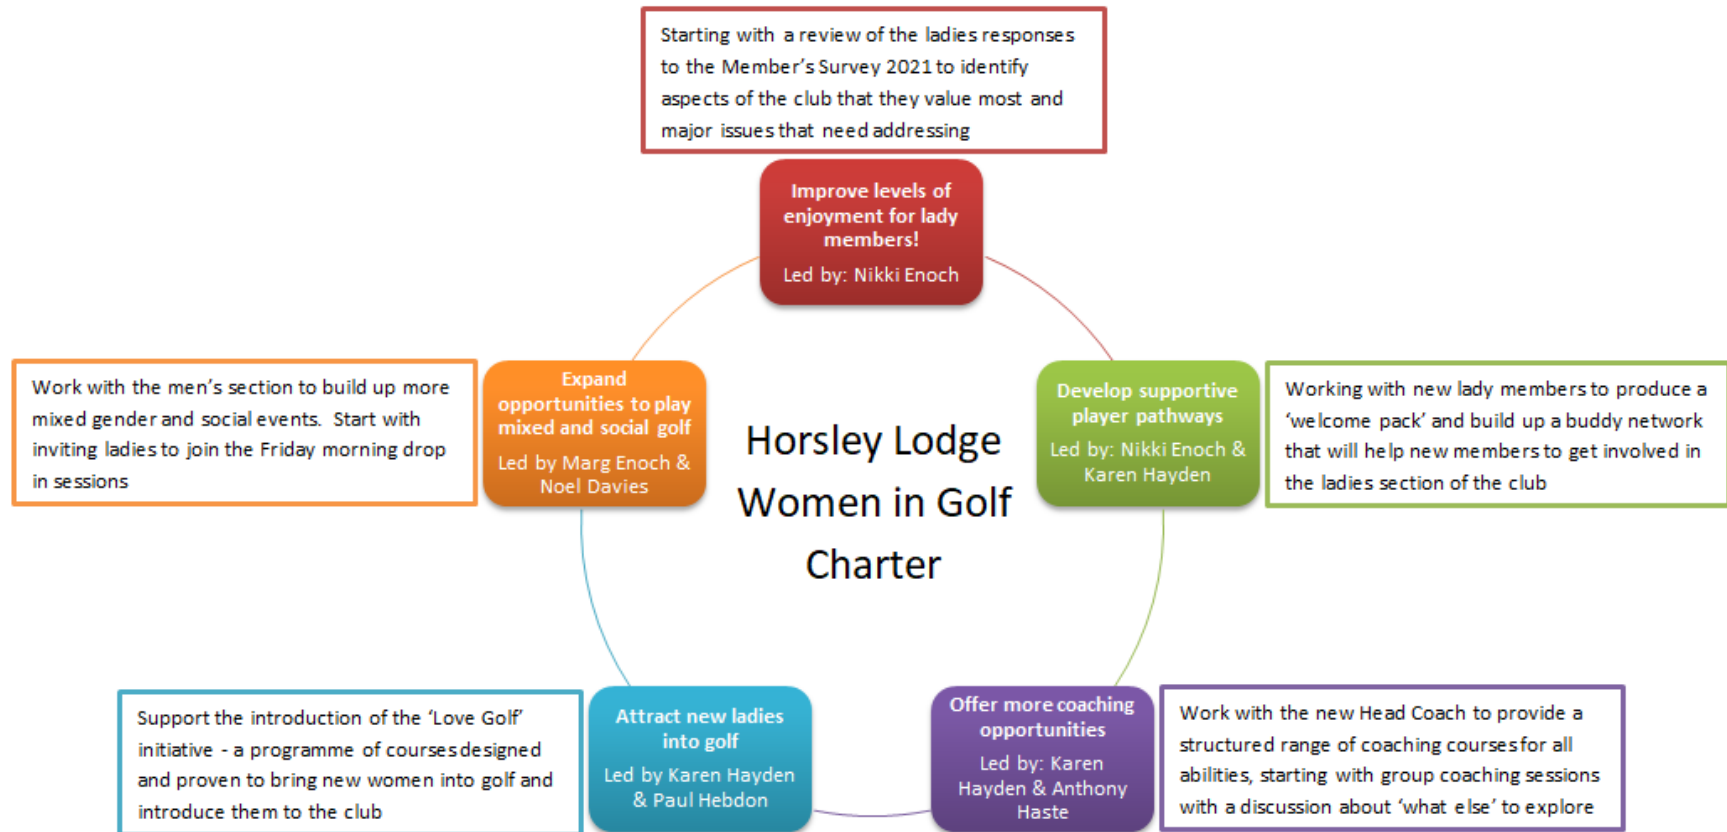 Starting with a review of the ladies responses
to the Member's Survey 2021 to identify
aspects of the club that they value most and
major issues that need addressing
Improve levels of
enjoyment for lady
members!
Led by: Nikki Enoch
Work with the men's section to build up more
mixed gender and social events.  Start with
inviting ladies to join the Friday morning drop
in sessions
Expand
opportunities to play
mixed and social golf
Led by Marg Enoch &
Noel Davies
Horsley Lodge
Women in Golf
Charter
Develop supportive
player pathways
Led by: Nikki Enoch &
Karen Hayden
Working with new lady members to produce a
'welcome pack' and build up a buddy network
that will help new members to get involved in
the ladies section of the club
Support the introduction of the 'Love Golf'
initiative - a programme of courses designed
and proven to bring new women into golf and
introduce them to the club
Attract new ladies
into golf
Led by Karen Hayden
& Paul Hebdon
Offer more coaching
opportunities
Led by: Karen
Hayden & Anthony
Haste
Work with the new Head Coach to provide a
structured range of coaching courses for all
abilities, starting with group coaching sessions
with a discussion about 'what else' to explore